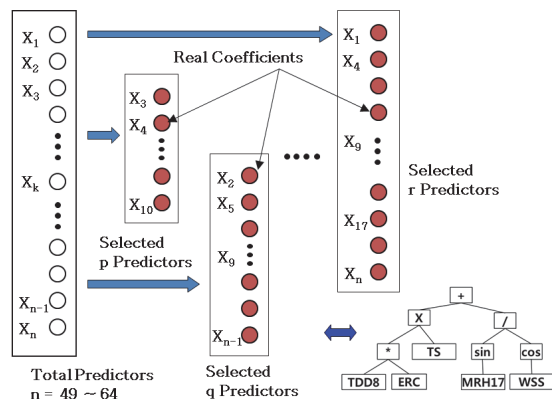 X1
X2
X3
Xk
Xn-1
Xn
Total Predictors
n = 49 ~ 64
Real Coefficients
X3
X4
X10
Selected
p Predictors
X2
X5
X9
Xn-1
Selected
q Predictors
X1
X4
X9
X17
Xn
Selected
r Predictors
+
X
/
*
TS
sin
cos
TDD8
ERC
MRH17
WSS